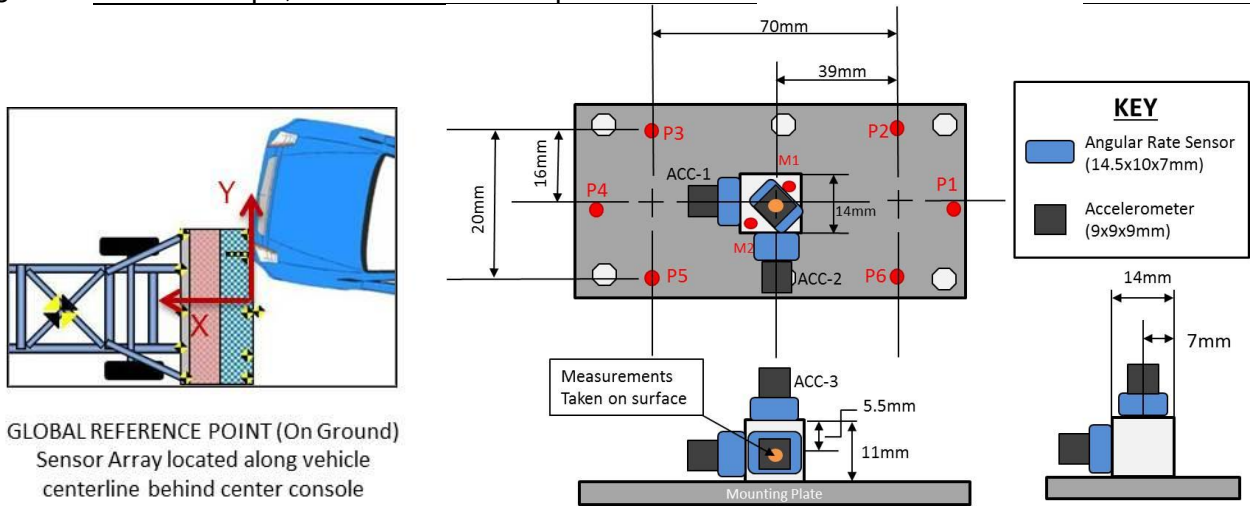 Y
X
GLOBAL REFERENCE POINT (On Ground)
Sensor Array located along vehicle
centerline behind center console
70mm
39mm
P3
P2
16mm
M1
ACC-1
20mm
P4
P1
14mm
M2
P5
ACC-2
P6
KEY
Angular Rate Sensor
(14.5x10x7mm)
Accelerometer
(9x9x9mm)
Measurements
Taken on surface
ACC-3
5.5mm
11mm
Mounting Plate
14mm
7mm